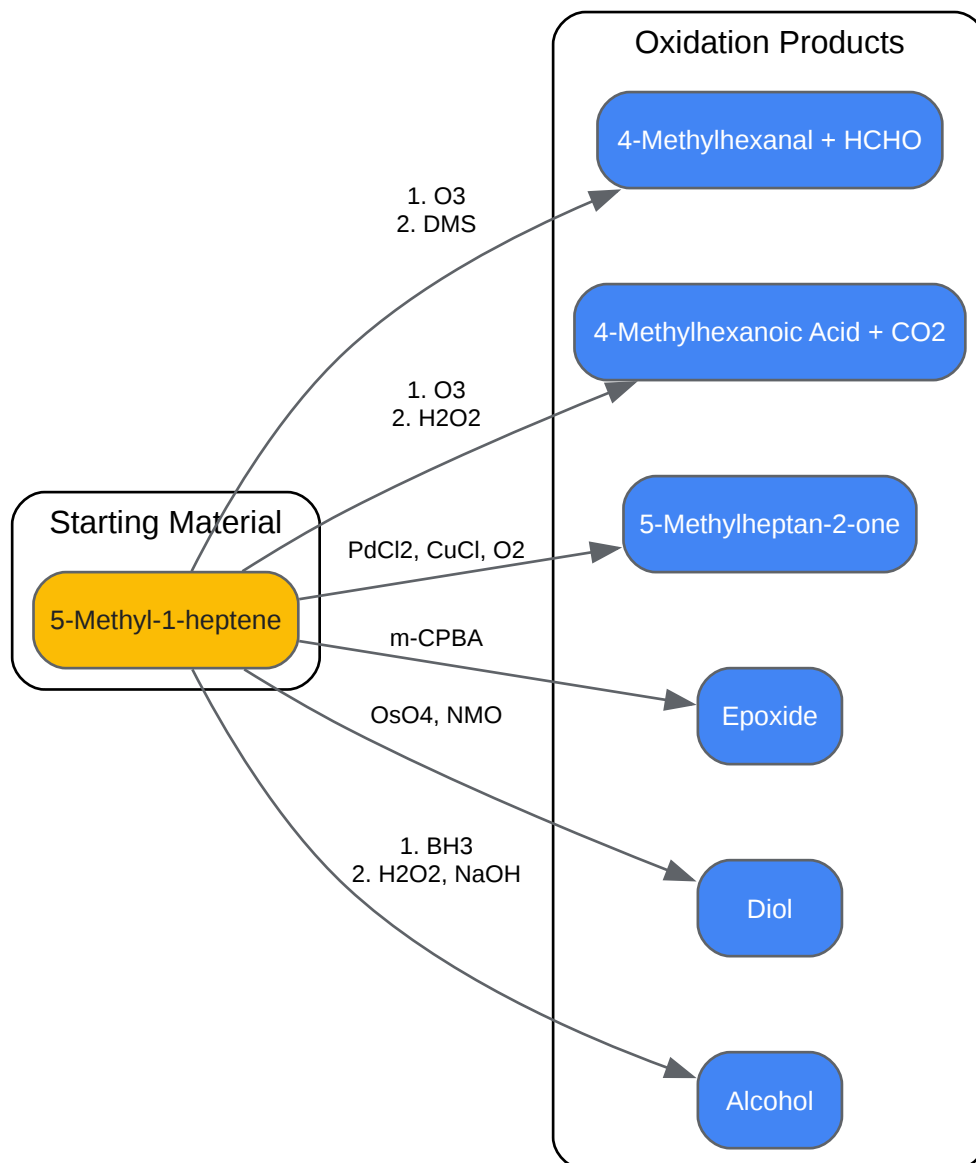 Oxidation Products
4-Methylhexanal + HCHO
1. O3
2. DMS
4-Methylhexanoic Acid + CO2
1. O3
2. H2O2
Starting Material
5-Methyl-1-heptene
PdCl2, CuCl, O2
5-Methylheptan-2-one
m-CPBA
Epoxide
OsO4, NMO
Diol
1. BH3
2. H2O2, NaOH
Alcohol